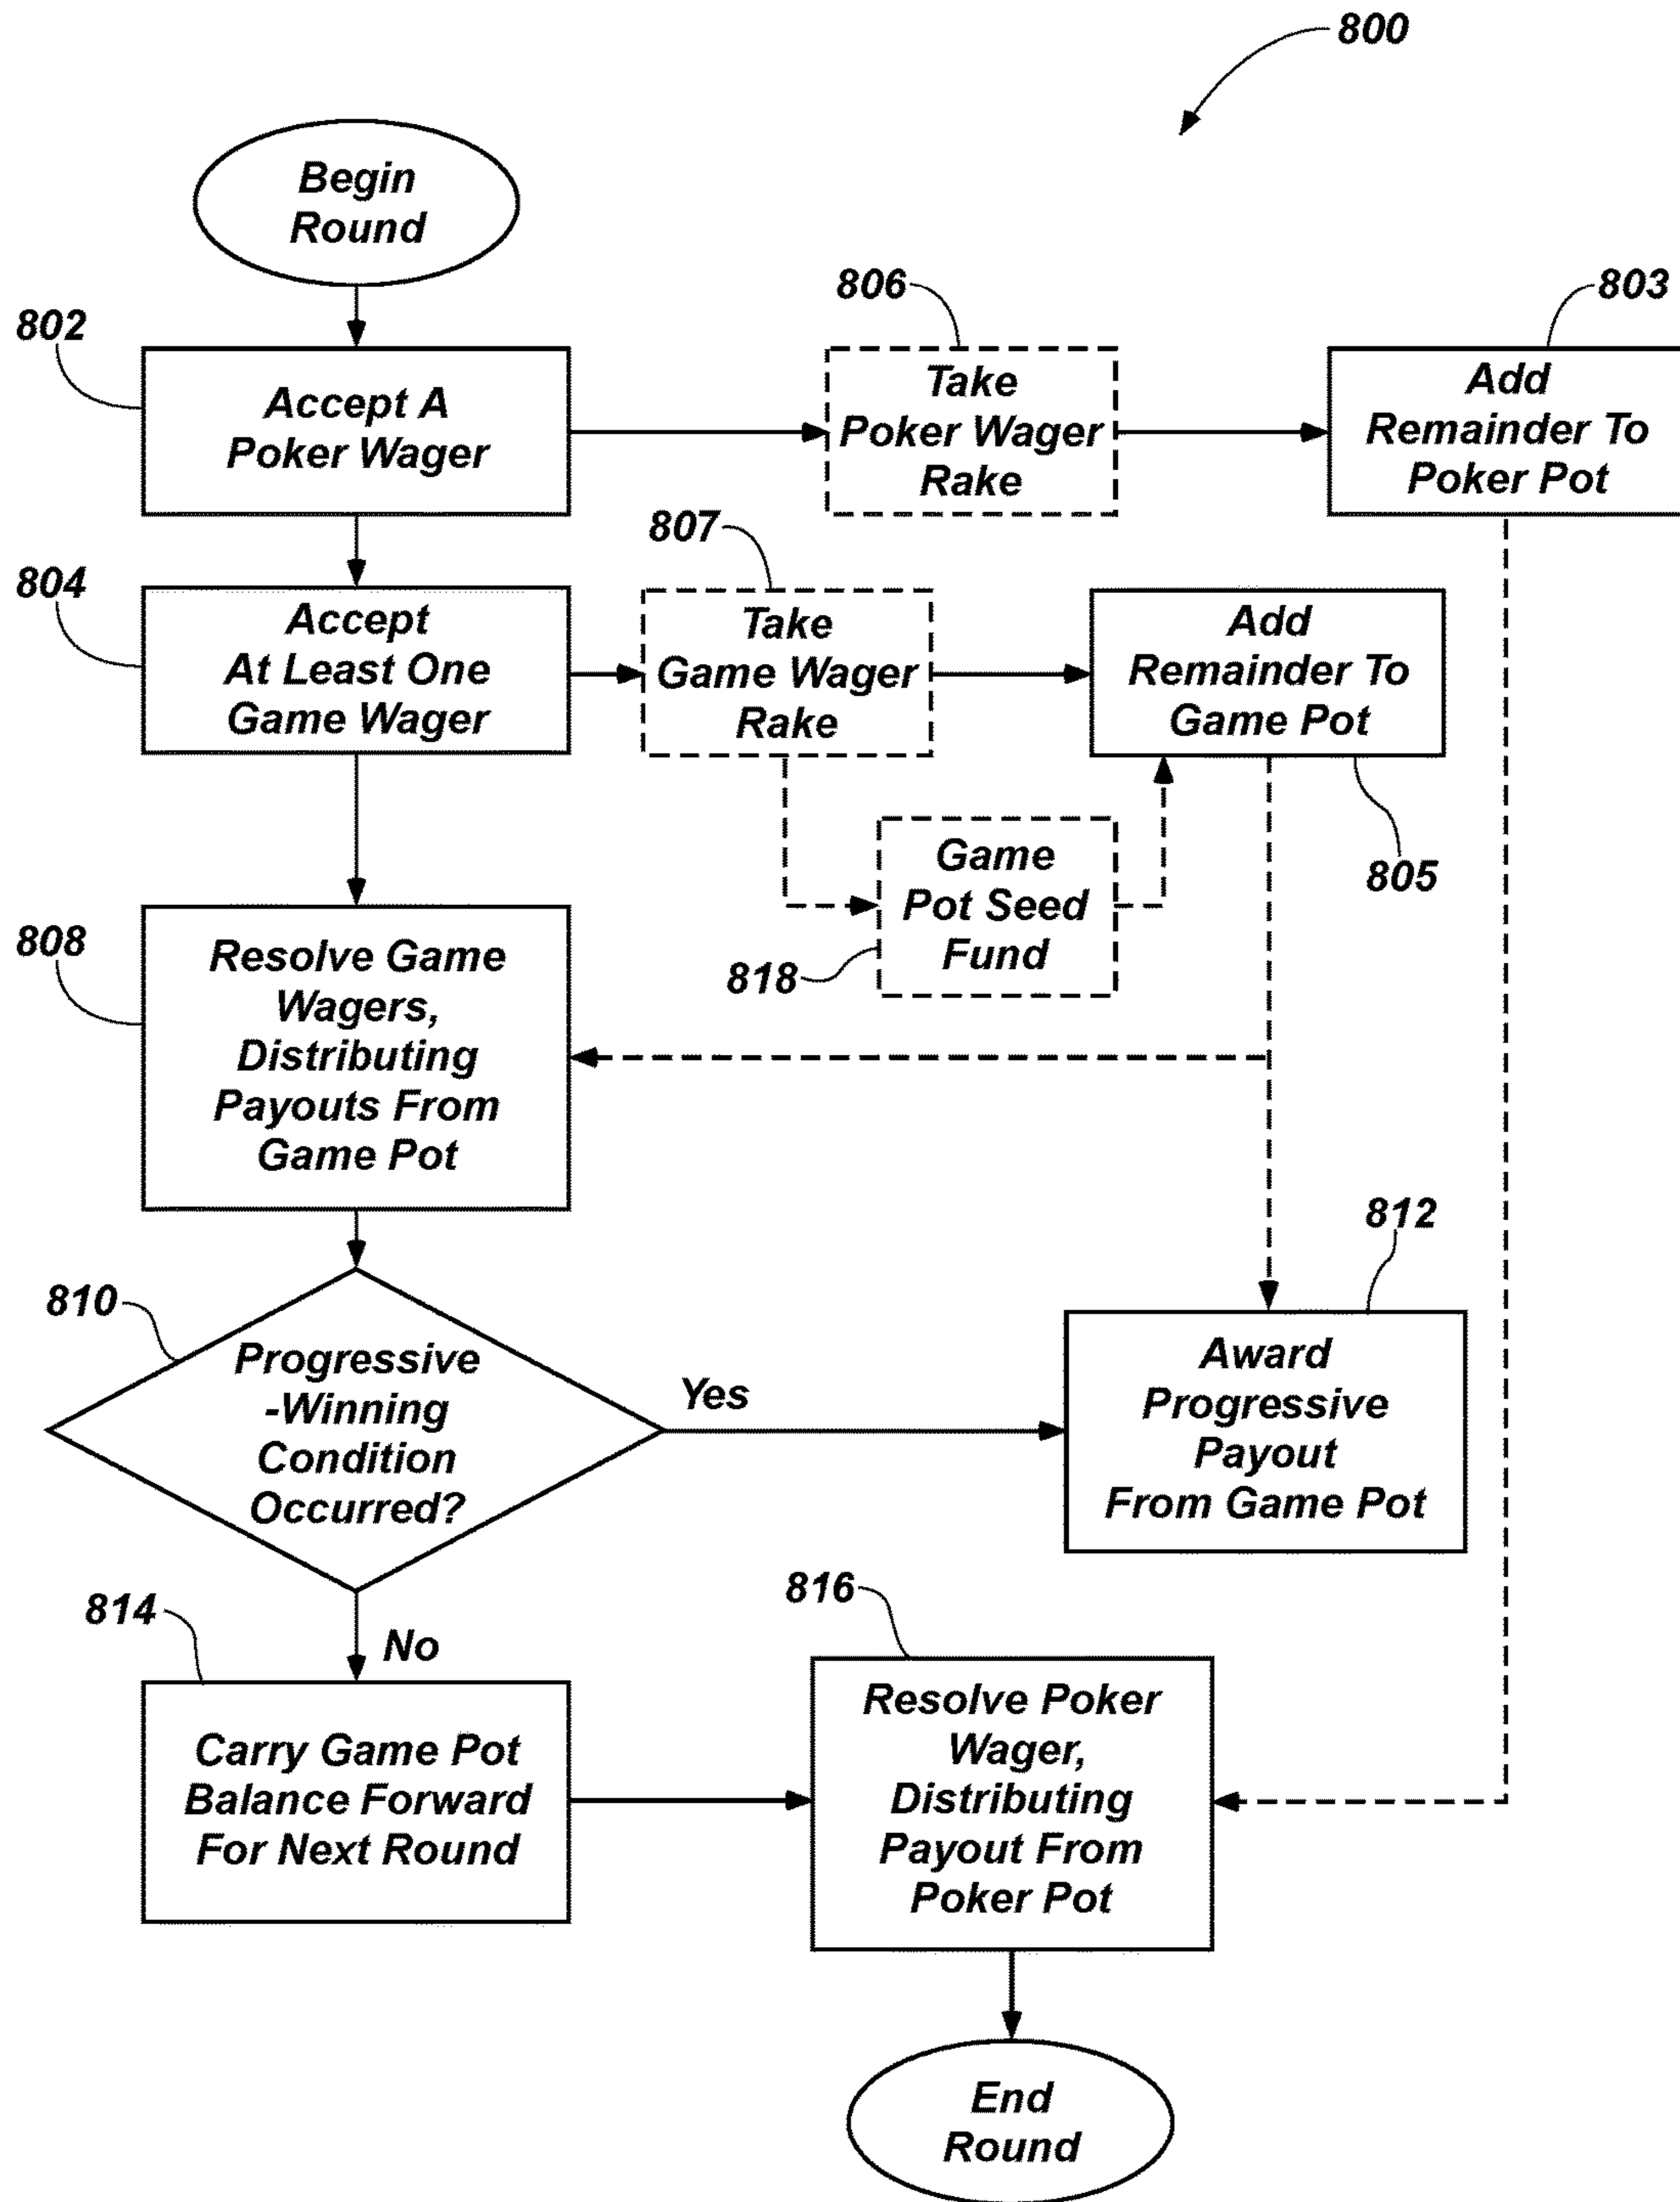 800
Begin
Round
806
803
802
Accept A
Poker Wager
Take
Poker Wager
Rake
Add
Remainder To
Poker Pot
807
804
Accept
At Least One
Game Wager
Take
Game Wager
Rake
Add
Remainder To
Game Pot
805
Game
Pot Seed
Fund
818
808
Resolve Game
Wagers,
Distributing
Payouts From
Game Pot
812
810
Progressive
-Winning
Condition
Occurred?
Yes
Award
Progressive
Payout
From Game Pot
814
No
816
Carry Game Pot
Balance Forward
For Next Round
Resolve Poker
Wager,
Distributing
Payout From
Poker Pot
End
Round